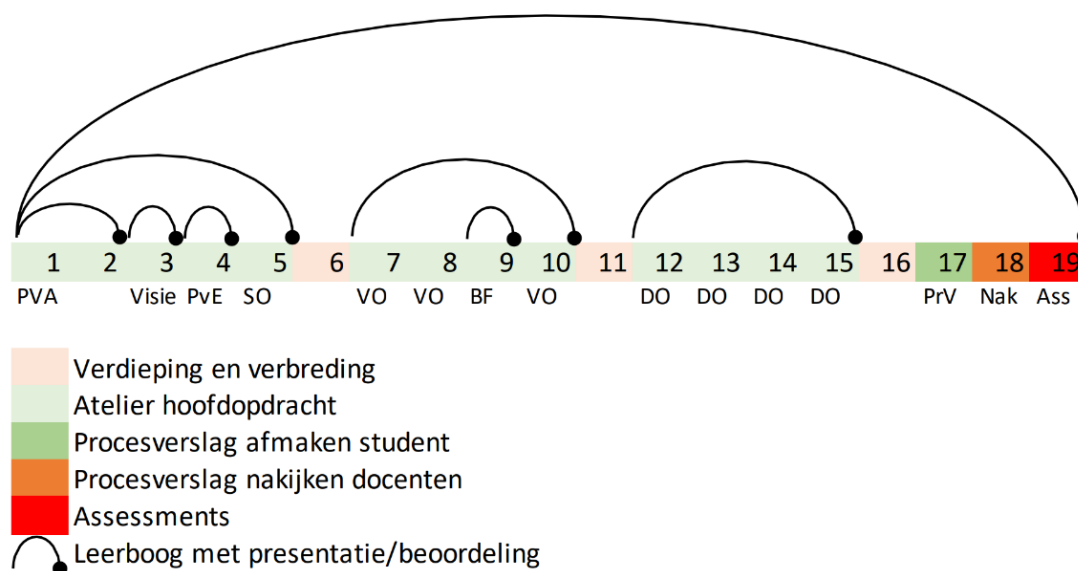 1 2 3 4 5 6 7 8 9 10 11 12 13 14 15 16 17 18 19
PVA Visie PvE SO VO VO BF VO DO DO DO DO PrV Nak Ass
Verdieping en verbreding
Atelier hoofdopdracht
Procesverslag afmaken student
Procesverslag nakijken docenten
Assessments
Leerboog met presentatie/beoordeling